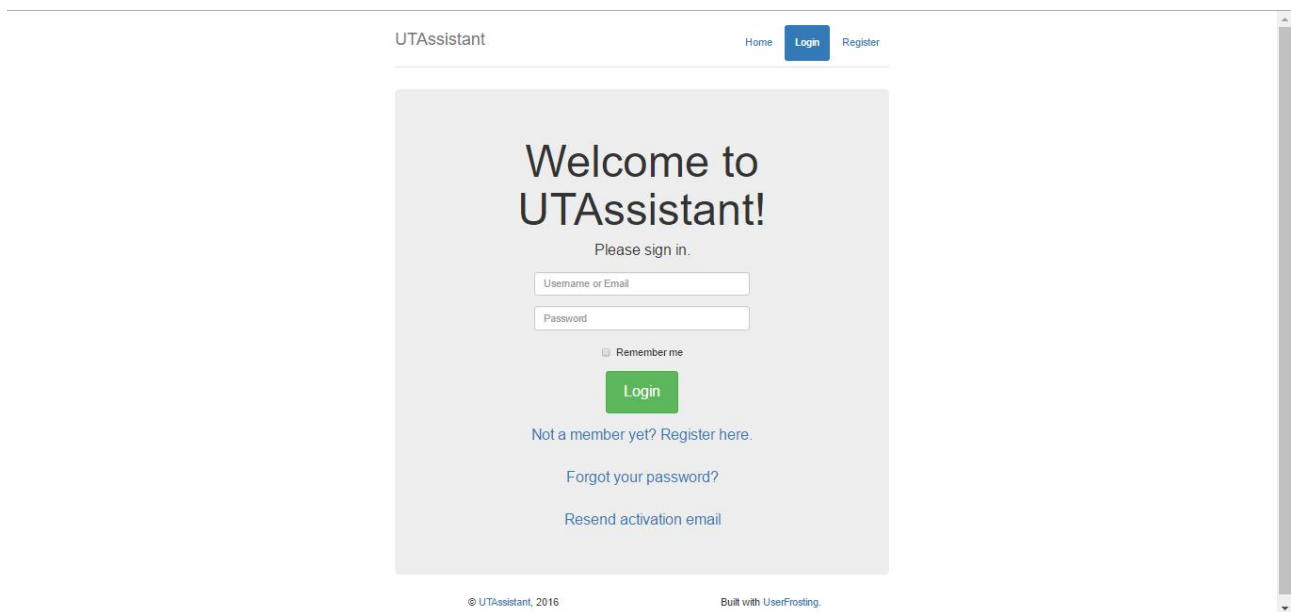 UTAssistant
Home Login Register
Welcome to
UTAssistant!
Please sign in.
Username or Email
Password
Remember me
Login
Not a member yet? Register here.
Forgot your password?
Resend activation email
© UTAssistant, 2016 Built with UserFrosting.